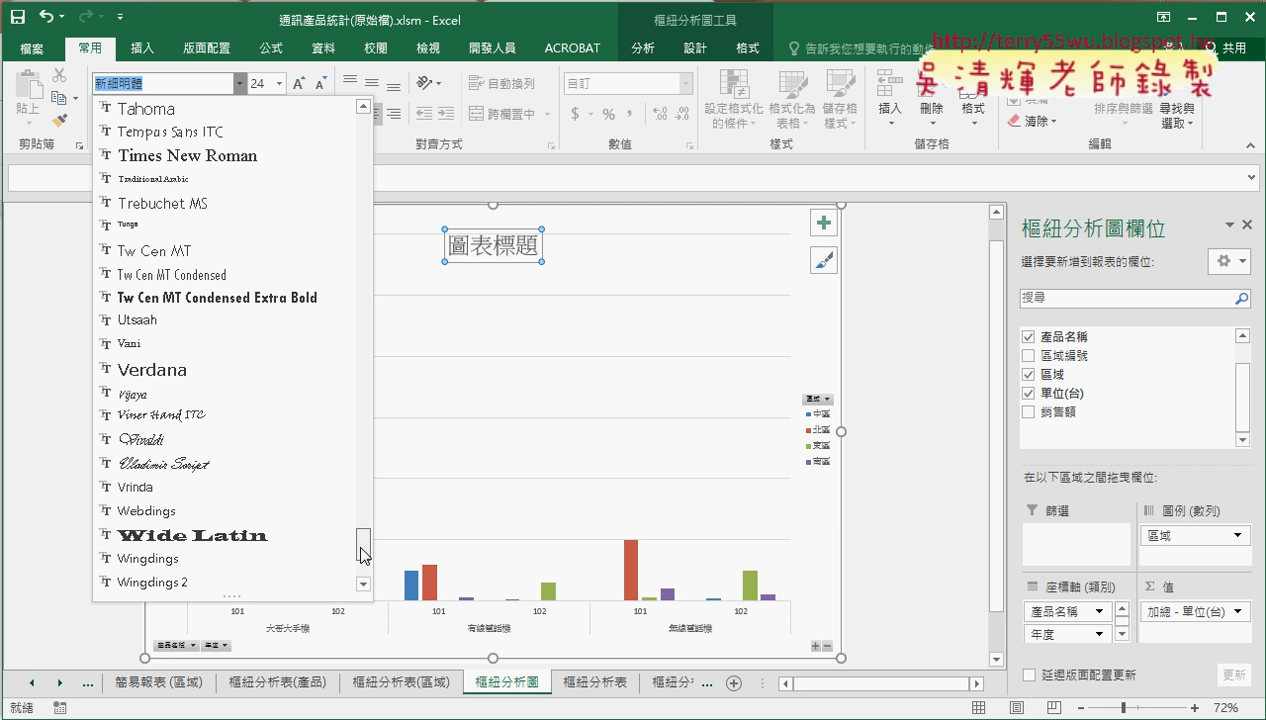 通訊產品統計(原始檔).xlsm - Excel
樞紐分析圖工具
檔案 常用 插入 版面配置 公式 資料 校閱 檢視 開發人員 ACROBAT 分析 設計 格式 告訴我您想要執行的動作 共用
http://terry55wu.blogspot.tw
吳清輝老師錄製
貼上
新細明體 24
自動換列
跨欄置中
自訂
$ % ,
設定格式化的條件
格式化為表格
儲存格樣式
插入 刪除 格式
清除
排序與篩選
尋找與選取
剪貼簿 對齊方式 數值 樣式 儲存格 編輯
Tahoma
Tempus Sans ITC
Times New Roman
Traditional Arabic
Trebuchet MS
Tunga
Tw Cen MT
Tw Cen MT Condensed
Tw Cen MT Condensed Extra Bold
Utsaah
Vani
Verdana
Vijaya
Viner Hand ITC
Vivaldi
Vladimir Script
Vrinda
Webdings
Wide Latin
Wingdings
Wingdings 2
圖表標題
區域
中區
北區
東區
南區
101 102 101 102 101 102
大哥大手機 有線電話機 無線電話機
產品名稱 年度
樞紐分析圖欄位
選擇要新增到報表的欄位:
搜尋
產品名稱
區域編號
區域
單位(台)
銷售額
在以下區域之間拖曳欄位:
篩選
圖例 (數列)
區域
座標軸 (類別)
Σ 值
產品名稱
加總 - 單位(台)
年度
延遲版面配置更新 更新
... 簡易報表 (區域) 樞紐分析表(產品) 樞紐分析表(區域) 樞紐分析圖 樞紐分析表 ...
就緒
72%